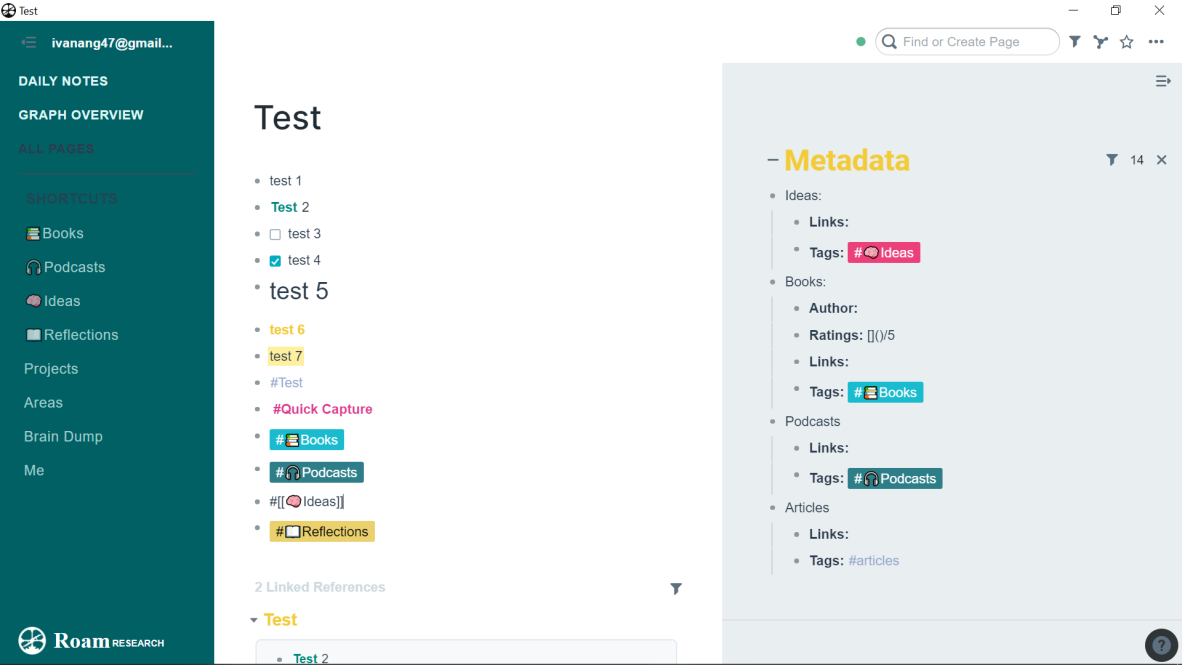 Test
ivanang47@gmail...
DAILY NOTES
GRAPH OVERVIEW
ALL PAGES
SHORTCUTS
📚Books
🎧Podcasts
🧠Ideas
📖Reflections
Projects
Areas
Brain Dump
Me
Roam RESEARCH
Find or Create Page
Test
test 1
Test 2
test 3
test 4
test 5
test 6
test 7
#Test
#Quick Capture
#📚Books
#🎧Podcasts
#[[🧠Ideas]]
#📖Reflections
2 Linked References
Test
Test 2
Metadata
14
Ideas:
Links:
Tags: #🧠Ideas
Books:
Author:
Ratings: []()/5
Links:
Tags: #📚Books
Podcasts
Links:
Tags: #🎧Podcasts
Articles
Links:
Tags: #articles
?